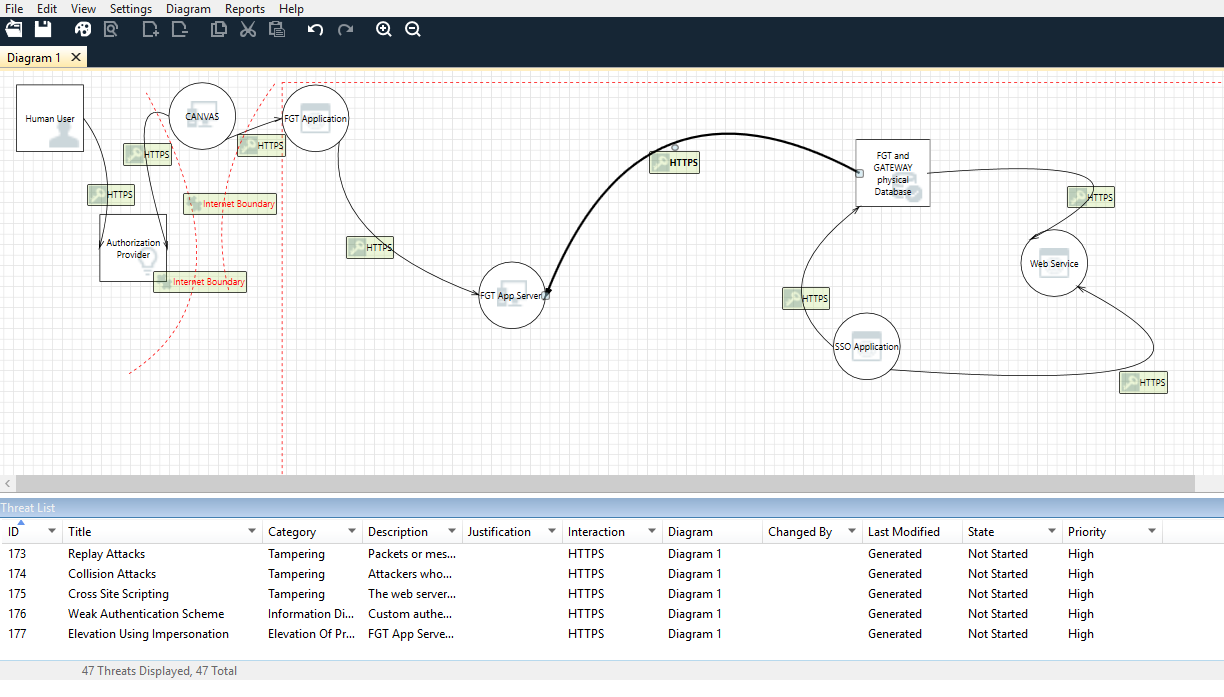 File Edit View Settings Diagram Reports Help
Diagram 1
Human User
CANVAS
FGT Application
HTTPS
HTTPS
HTTPS
HTTPS
Internet Boundary
Authorization
Provider
Internet Boundary
HTTPS
FGT App Server
HTTPS
FGT and
GATEWAY
physical
Database
HTTPS
Web Service
HTTPS
SSO Application
HTTPS
Threat List
ID Title Category Description Justification Interaction Diagram Changed By Last Modified State Priority
173 Replay Attacks Tampering Packets or mes... HTTPS Diagram 1 Generated Not Started High
174 Collision Attacks Tampering Attackers who... HTTPS Diagram 1 Generated Not Started High
175 Cross Site Scripting Tampering The web server... HTTPS Diagram 1 Generated Not Started High
176 Weak Authentication Scheme Information Di... Custom authe... HTTPS Diagram 1 Generated Not Started High
177 Elevation Using Impersonation Elevation Of Pr... FGT App Serve... HTTPS Diagram 1 Generated Not Started High
47 Threats Displayed, 47 Total